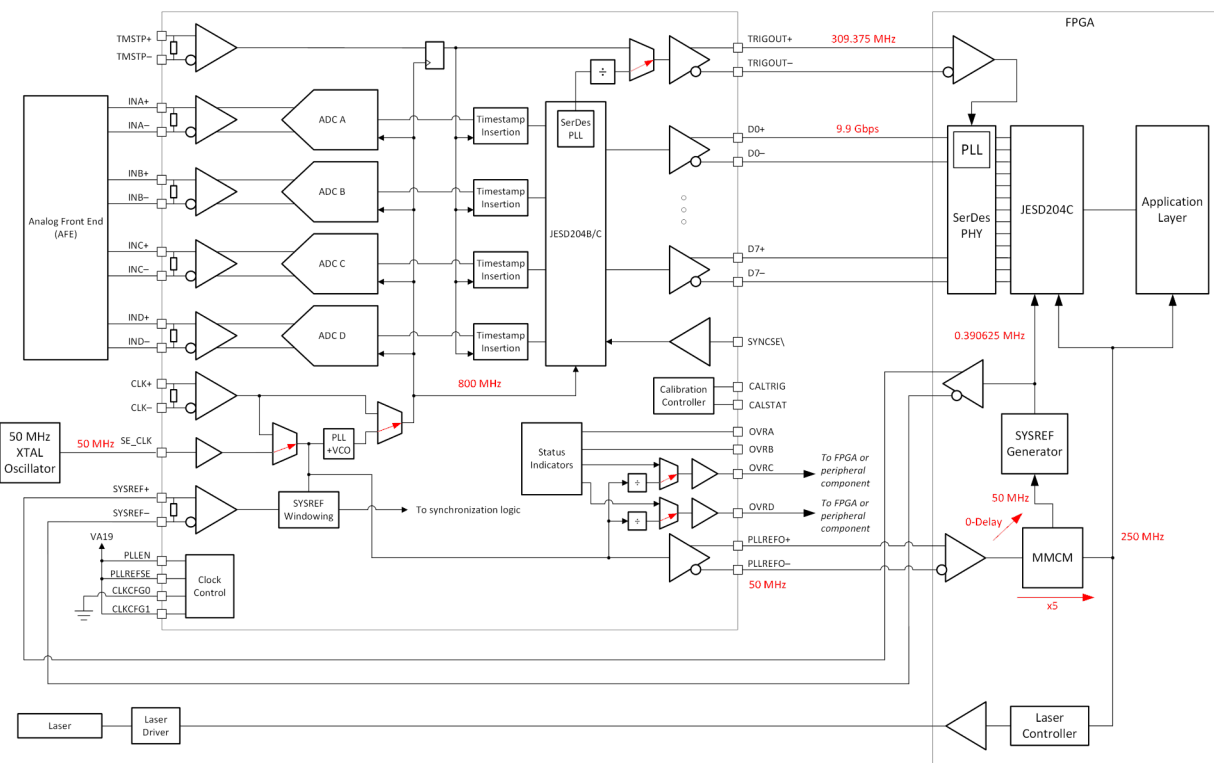 FPGA
TMSTP+
TMSTP–
TRIGOUT+
309.375 MHz
TRIGOUT–
÷
Analog Front End
(AFE)
INA+
INA–
ADC A
Timestamp
Insertion
SerDes
PLL
D0+
9.9 Gbps
D0–
PLL
SerDes
PHY
JESD204C
Application
Layer
INB+
INB–
ADC B
Timestamp
Insertion
JESD204B/C
INC+
INC–
ADC C
Timestamp
Insertion
D7+
D7–
IND+
IND–
ADC D
Timestamp
Insertion
SYNCSE\
0.390625 MHz
CLK+
CLK–
800 MHz
Calibration
Controller
CALTRIG
CALSTAT
50 MHz
XTAL
Oscillator
50 MHz
SE_CLK
PLL
+VCO
Status
Indicators
OVRA
OVRB
OVRC
To FPGA or
peripheral
component
÷
SYSREF
Generator
SYSREF+
SYSREF–
SYSREF
Windowing
To synchronization logic
÷
OVRD
To FPGA or
peripheral
component
50 MHz
0-Delay
VA19
PLLEN
PLLREFSE
CLKCFG0
CLKCFG1
Clock
Control
PLLREFO+
PLLREFO–
50 MHz
MMCM
x5
250 MHz
Laser
Laser
Driver
Laser
Controller